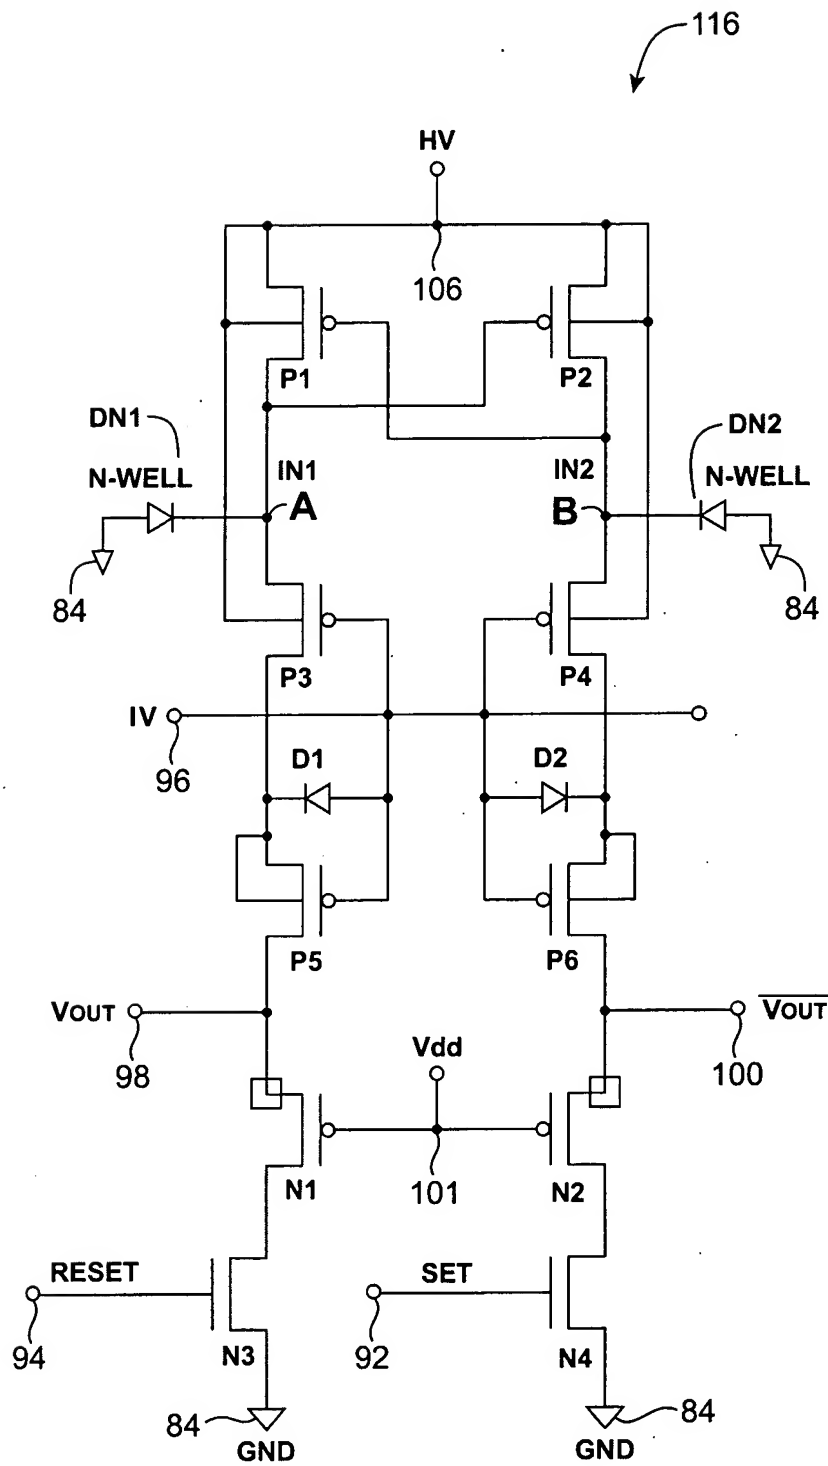 116
HV
106
P1
P2
DN1
DN2
N-WELL
IN1
A
IN2
B
N-WELL
84
84
P3
P4
IV
96
D1
D2
P5
P6
VOUT
98
Vdd
VOUT
100
101
N1
N2
RESET
SET
94
92
N3
N4
84
84
GND
GND